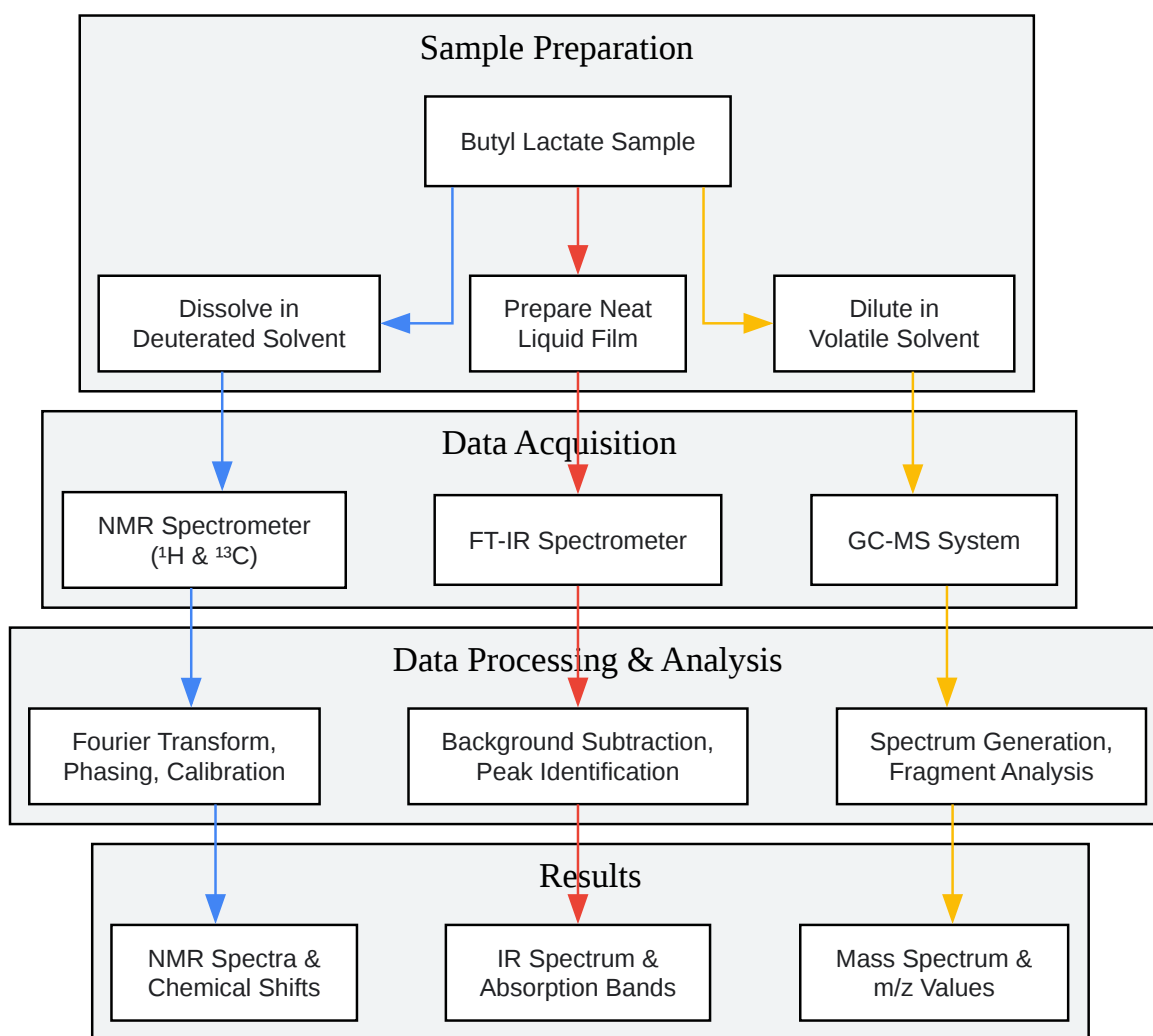 Sample Preparation
Butyl Lactate Sample
Dissolve in
Deuterated Solvent
Prepare Neat
Liquid Film
Dilute in
Volatile Solvent
Data Acquisition
NMR Spectrometer
(¹H & ¹³C)
FT-IR Spectrometer
GC-MS System
Data Processing & Analysis
Fourier Transform,
Phasing, Calibration
Background Subtraction,
Peak Identification
Spectrum Generation,
Fragment Analysis
Results
NMR Spectra &
Chemical Shifts
IR Spectrum &
Absorption Bands
Mass Spectrum &
m/z Values